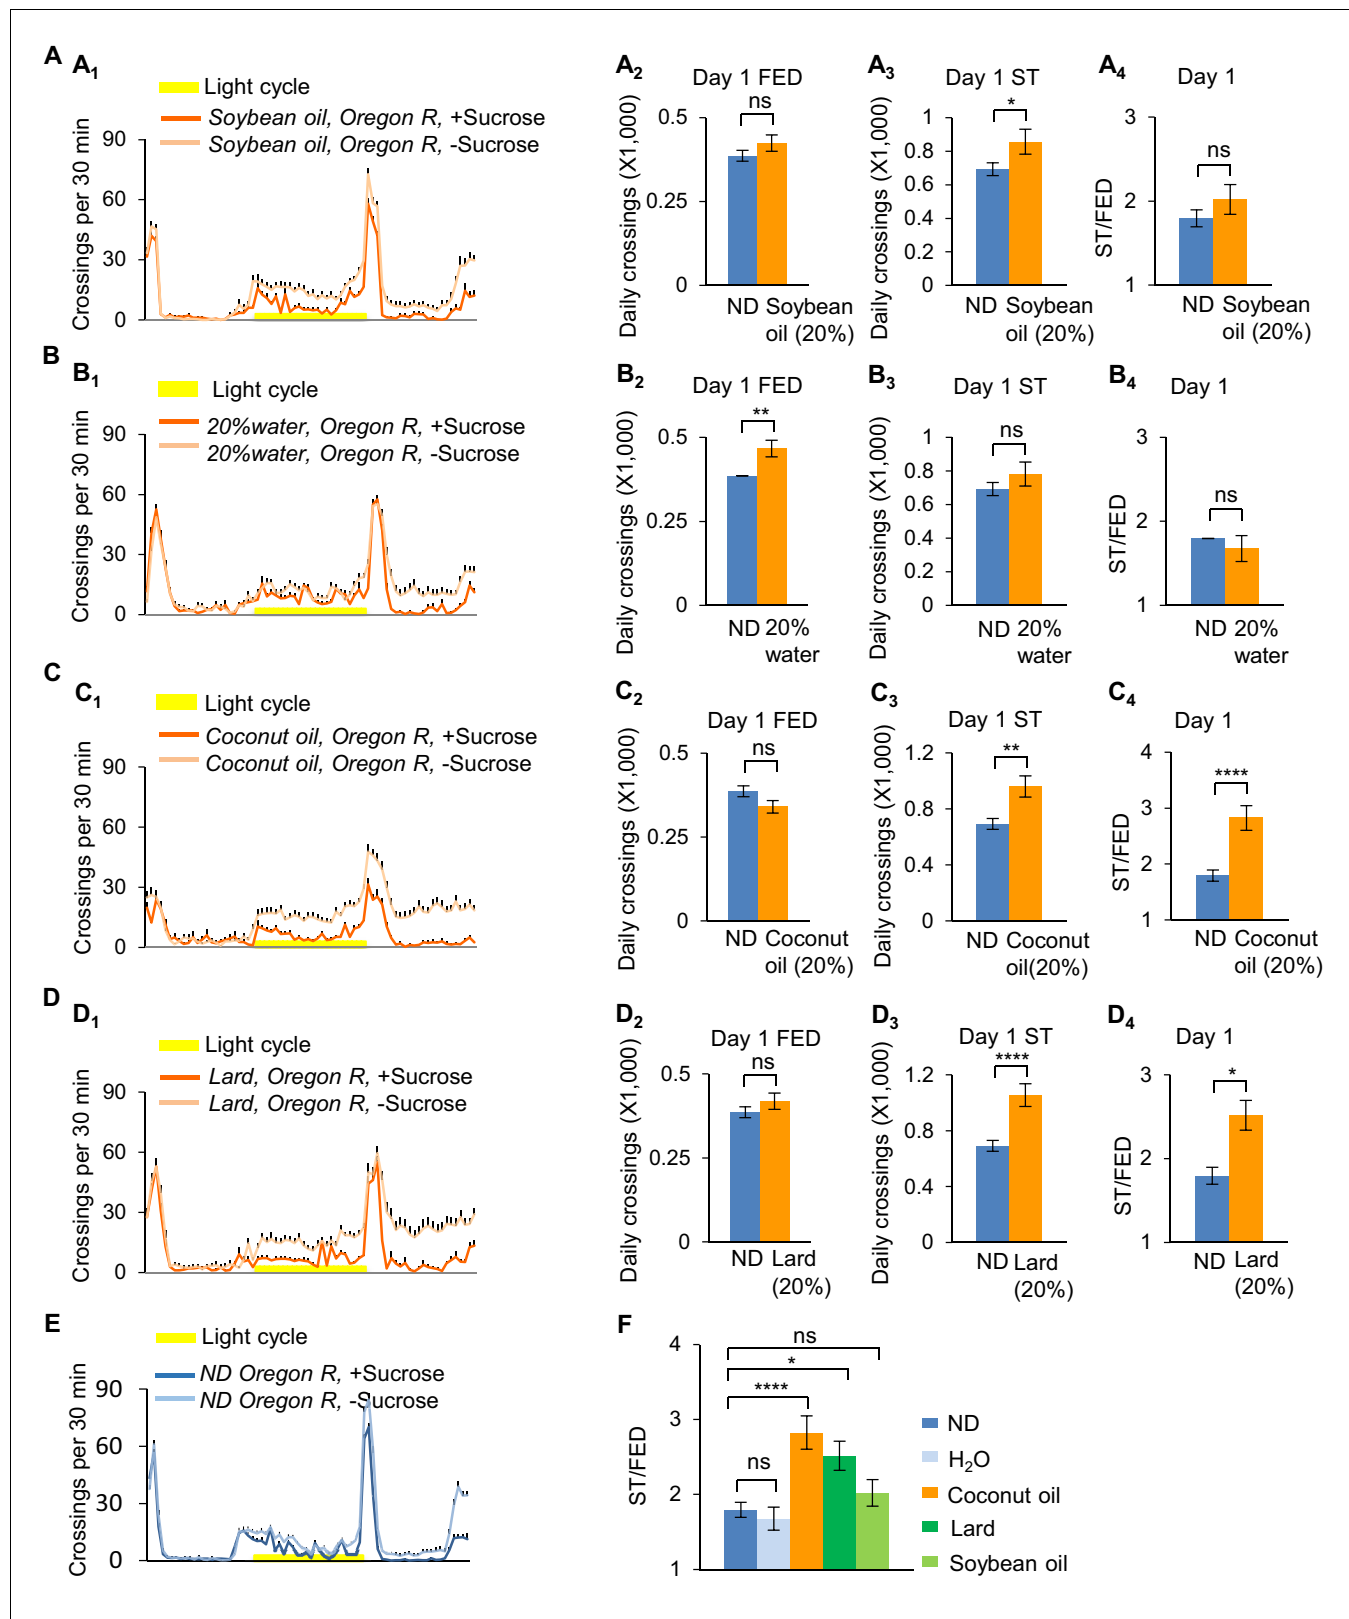 A
A1
Light cycle
Soybean oil, Oregon R, +Sucrose
Soybean oil, Oregon R, -Sucrose
Crossings per 30 min
90
60
30
0
A2
Day 1 FED
ns
Daily crossings (X1,000)
0.5
0.25
0
ND Soybean
oil (20%)
A3
Day 1 ST
*
Daily crossings (X1,000)
1
0.8
0.6
0.4
0.2
0
ND Soybean
oil (20%)
A4
Day 1
ns
ST/FED
3
2
1
ND Soybean
oil (20%)
B
B1
Light cycle
20%water, Oregon R, +Sucrose
20%water, Oregon R, -Sucrose
Crossings per 30 min
90
60
30
0
B2
Day 1 FED
**
Daily crossings (X1,000)
0.5
0.25
0
ND 20%
water
B3
Day 1 ST
ns
Daily crossings (X1,000)
1
0.8
0.6
0.4
0.2
0
ND 20%
water
B4
Day 1
ns
ST/FED
3
2
1
ND 20%
water
C
C1
Light cycle
Coconut oil, Oregon R, +Sucrose
Coconut oil, Oregon R, -Sucrose
Crossings per 30 min
90
60
30
0
C2
Day 1 FED
ns
Daily crossings (X1,000)
0.5
0.25
0
ND Coconut
oil (20%)
C3
Day 1 ST
**
Daily crossings (X1,000)
1.2
0.8
0.4
0
ND Coconut
oil(20%)
C4
Day 1
****
ST/FED
4
3
2
1
ND Coconut
oil (20%)
D
D1
Light cycle
Lard, Oregon R, +Sucrose
Lard, Oregon R, -Sucrose
Crossings per 30 min
90
60
30
0
D2
Day 1 FED
ns
Daily crossings (X1,000)
0.5
0.25
0
ND Lard
(20%)
D3
Day 1 ST
****
Daily crossings (X1,000)
1.2
0.8
0.4
0
ND Lard
(20%)
D4
Day 1
*
ST/FED
3
2
1
ND Lard
(20%)
E
Light cycle
ND Oregon R, +Sucrose
ND Oregon R, -Sucrose
Crossings per 30 min
90
60
30
0
F
ns
*
****
ns
ST/FED
4
3
2
1
ND
H2O
Coconut oil
Lard
Soybean oil